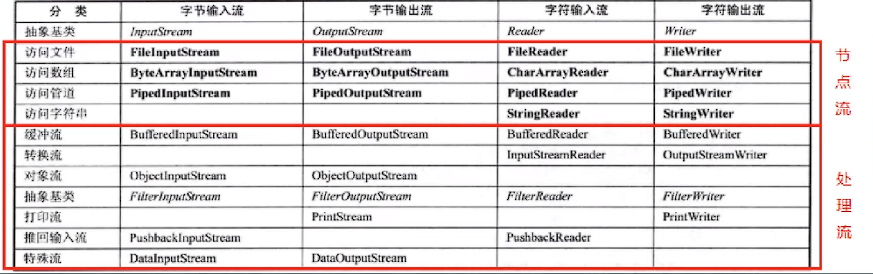 分 类 字节输入流 字节输出流 字符输入流 字符输出流
抽象基类 InputStream OutputStream Reader Writer
访问文件 FileInputStream FileOutputStream FileReader FileWriter
访问数组 ByteArrayInputStream ByteArrayOutputStream CharArrayReader CharArrayWriter
访问管道 PipedInputStream PipedOutputStream PipedReader PipedWriter
访问字符串 StringReader StringWriter
节点流
缓冲流 BufferedInputStream BufferedOutputStream BufferedReader BufferedWriter
转换流 InputStreamReader OutputStreamWriter
对象流 ObjectInputStream ObjectOutputStream
抽象基类 FilterInputStream FilterOutputStream FilterReader FilterWriter
打印流 PrintStream PrintWriter
推回输入流 PushbackInputStream PushbackReader
特殊流 DataInputStream DataOutputStream
处理流